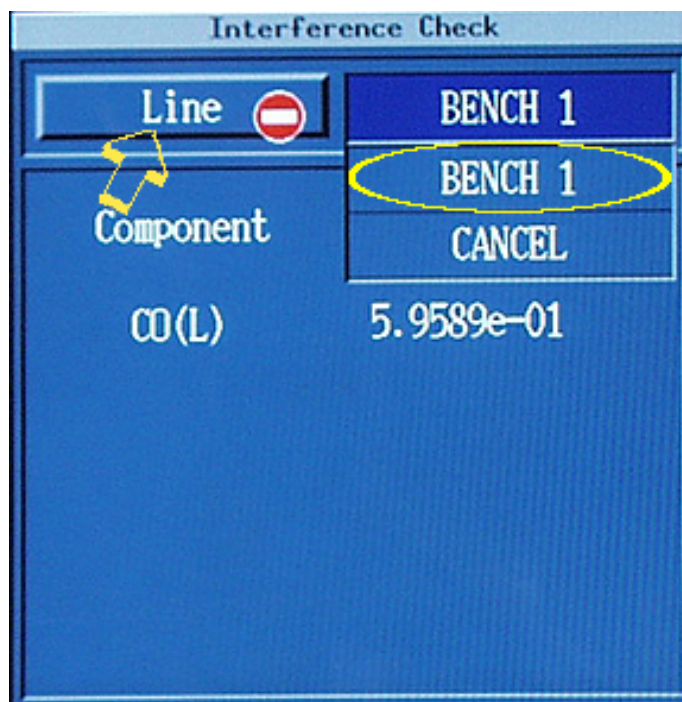 Interference Check
Line BENCH 1
BENCH 1
Component CANCEL
CO(L) 5.9589e-01